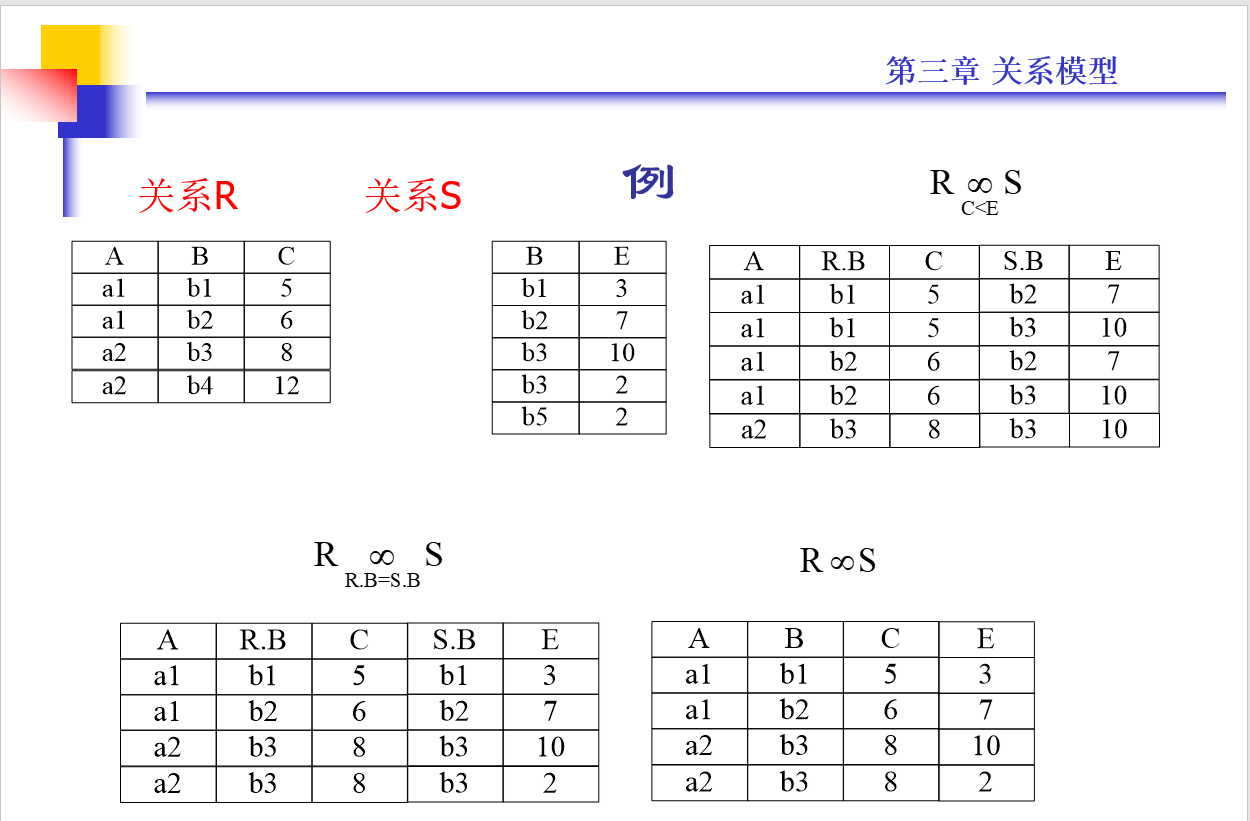 第三章 关系模型
关系R
关系S
例
R ∞ S
C<E
A B C
a1 b1 5
a1 b2 6
a2 b3 8
a2 b4 12
B E
b1 3
b2 7
b3 10
b3 2
b5 2
A R.B C S.B E
a1 b1 5 b2 7
a1 b1 5 b3 10
a1 b2 6 b2 7
a1 b2 6 b3 10
a2 b3 8 b3 10
R ∞ S
R.B=S.B
A R.B C S.B E
a1 b1 5 b1 3
a1 b2 6 b2 7
a2 b3 8 b3 10
a2 b3 8 b3 2
R∞S
A B C E
a1 b1 5 3
a1 b2 6 7
a2 b3 8 10
a2 b3 8 2